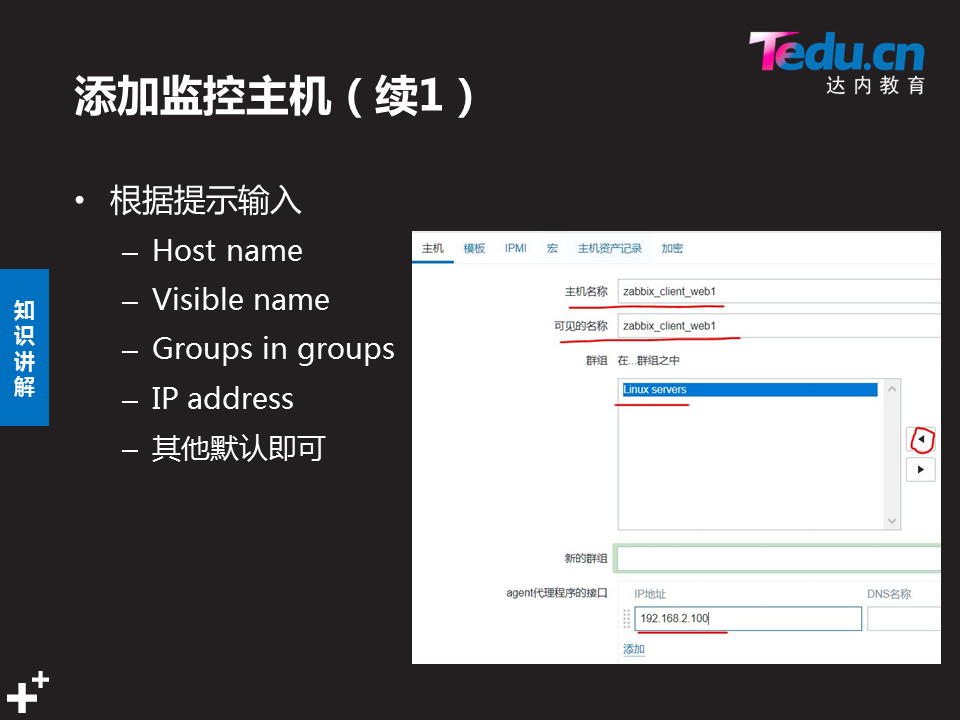 Tedu.cn
达内教育
添加监控主机（续1）
• 根据提示输入
– Host name
– Visible name
– Groups in groups
– IP address
– 其他默认即可
知识讲解
主机 模板 IPMI 宏 主机资产记录 加密
主机名称 zabbix_client_web1
可见的名称 zabbix_client_web1
群组 在...群组之中
Linux servers
新的群组
agent代理程序的接口 IP地址 DNS名称
192.168.2.100
添加